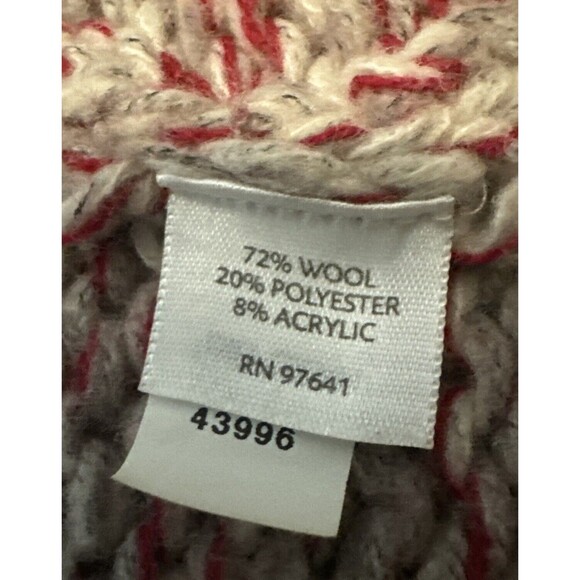 72% WOOL
20% POLYESTER
8% ACRYLIC
RN 97641
43996